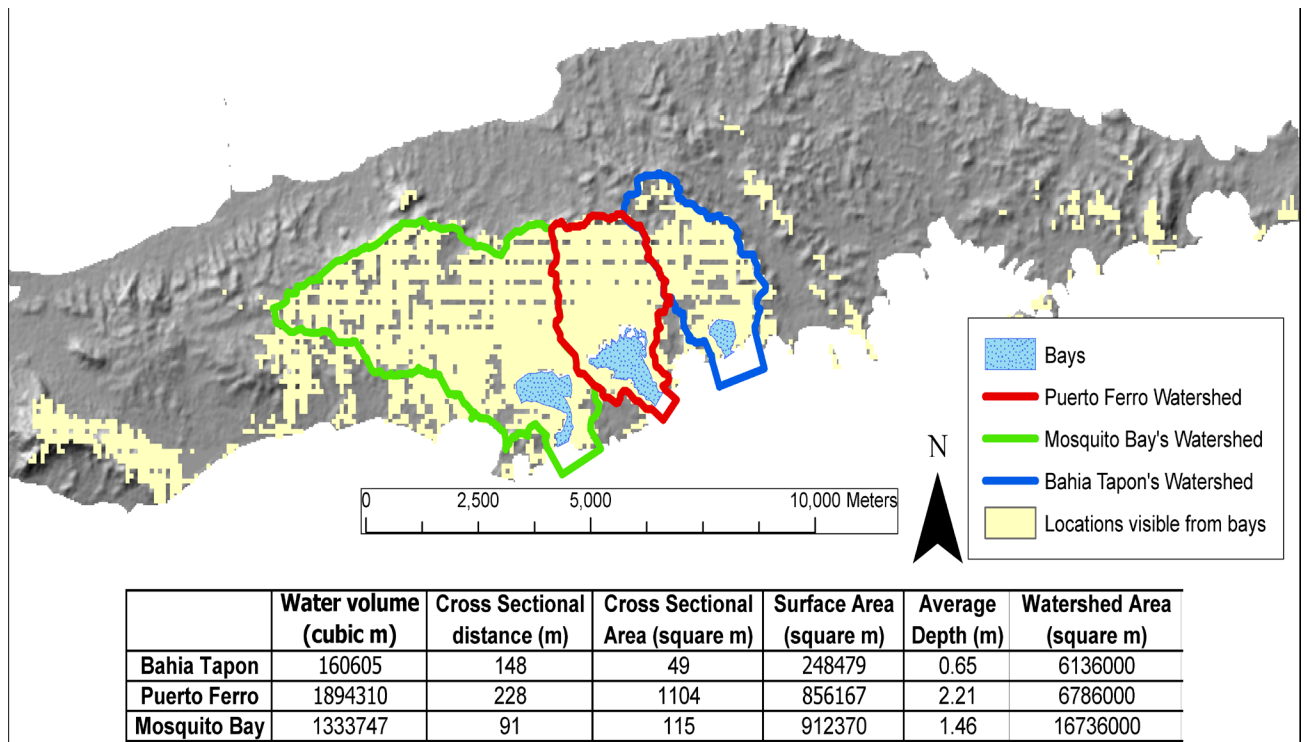 Bays
Puerto Ferro Watershed
Mosquito Bay's Watershed
Bahia Tapon's Watershed
Locations visible from bays
N
0 2,500 5,000 10,000 Meters
Water volume (cubic m) Cross Sectional distance (m) Cross Sectional Area (square m) Surface Area (square m) Average Depth (m) Watershed Area (square m)
Bahia Tapon 160605 148 49 248479 0.65 6136000
Puerto Ferro 1894310 228 1104 856167 2.21 6786000
Mosquito Bay 1333747 91 115 912370 1.46 16736000